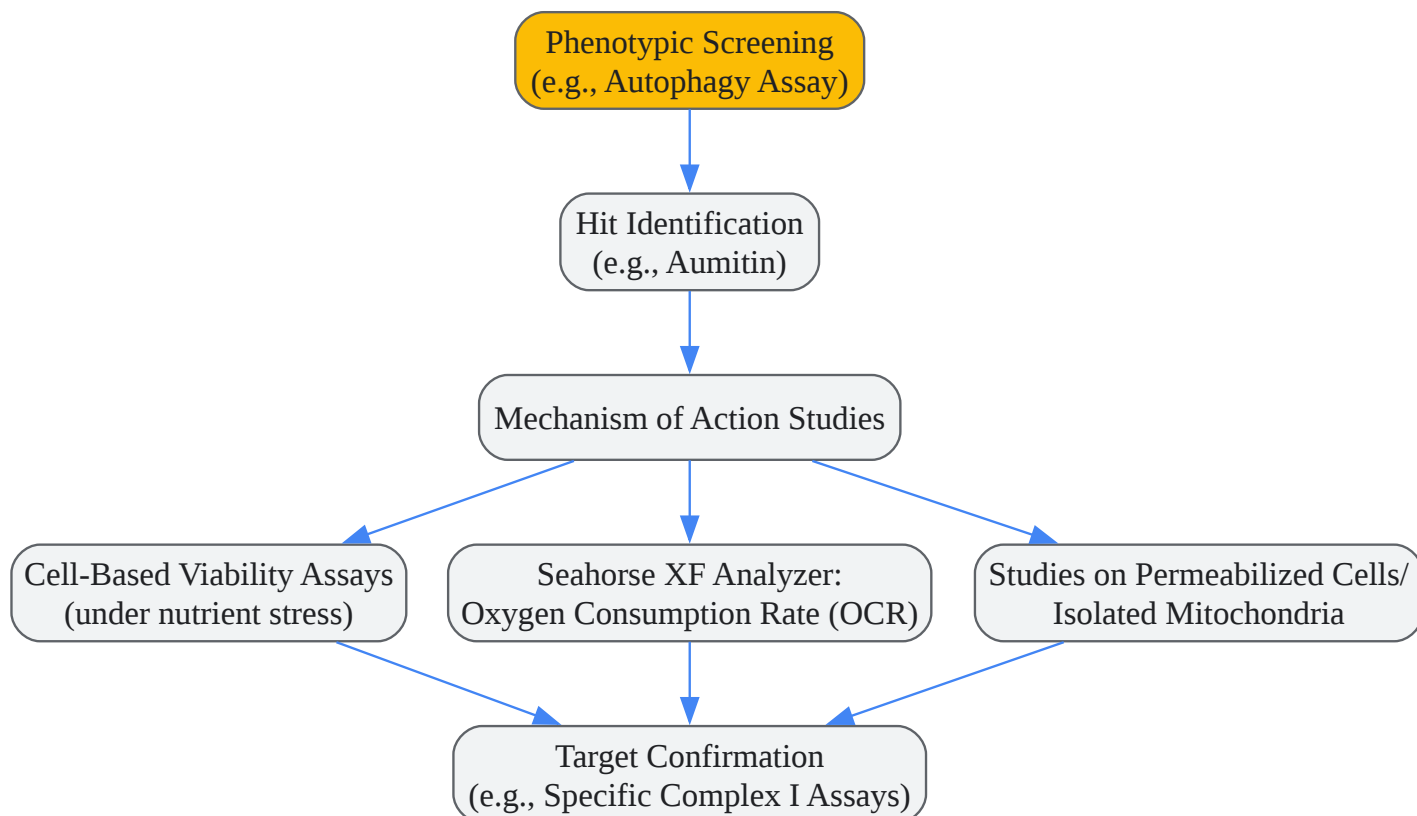 Phenotypic Screening
(e.g., Autophagy Assay)
Hit Identification
(e.g., Aumitin)
Mechanism of Action Studies
Cell-Based Viability Assays
(under nutrient stress)
Seahorse XF Analyzer:
Oxygen Consumption Rate (OCR)
Studies on Permeabilized Cells/
Isolated Mitochondria
Target Confirmation
(e.g., Specific Complex I Assays)